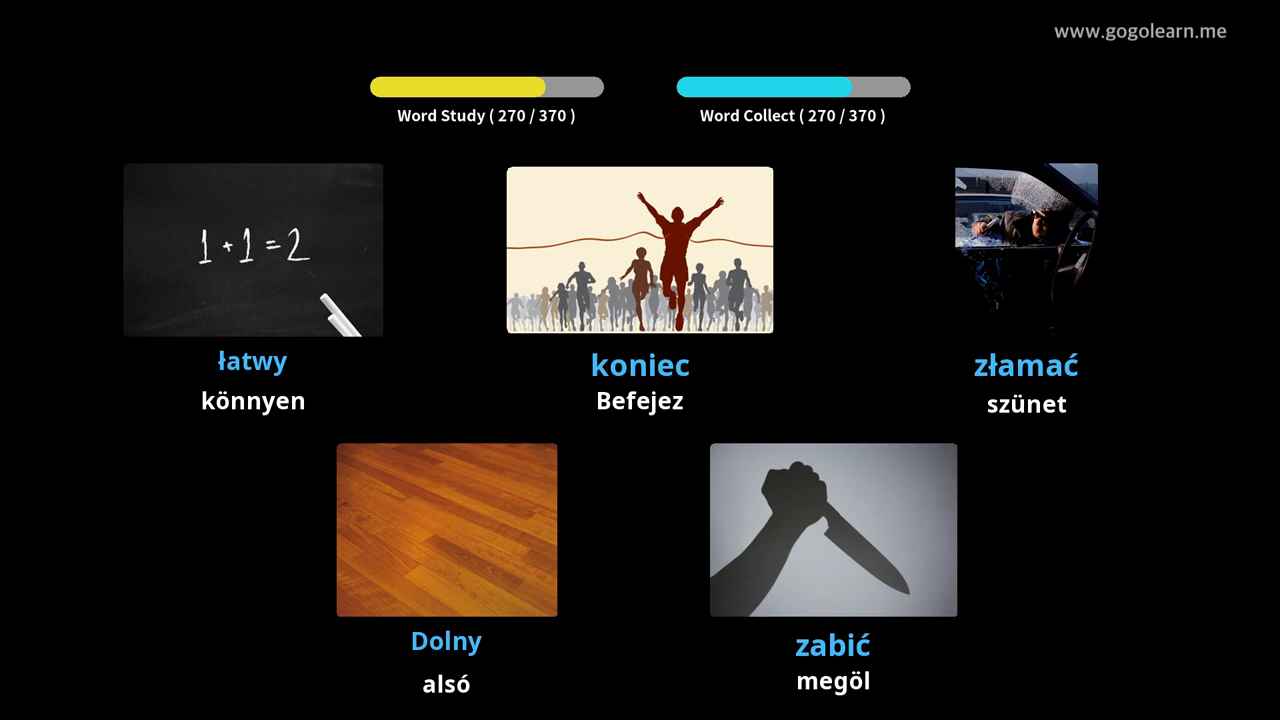 www.gogolearn.me
Word Study ( 270 / 370 )
Word Collect ( 270 / 370 )
1 + 1 = 2
łatwy
könnyen
koniec
Befejez
złamać
szünet
Dolny
alsó
zabić
megöl